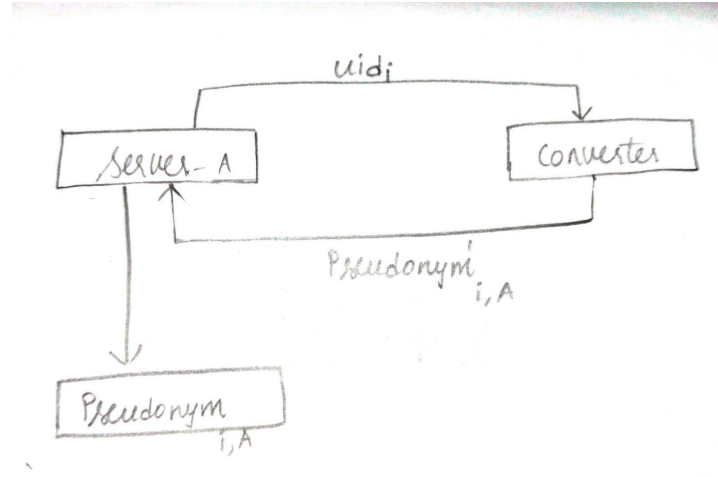 uidi
Server-A
Converter
Pseudonym
i, A
Pseudonym
i, A